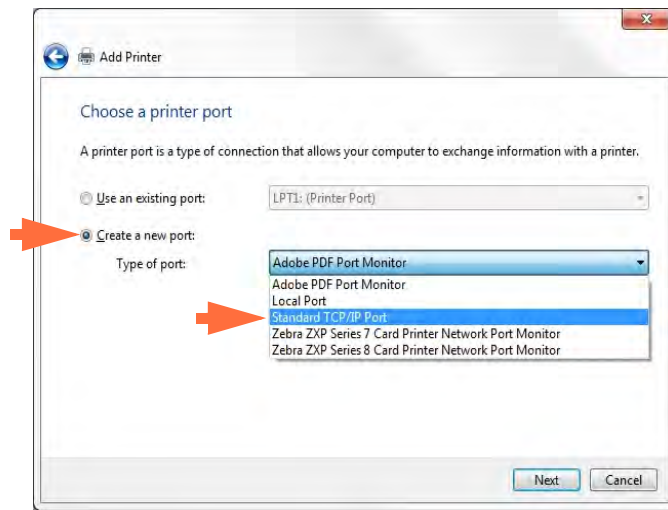 Add Printer
Choose a printer port
A printer port is a type of connection that allows your computer to exchange information with a printer.
Use an existing port:
LPT1: (Printer Port)
Create a new port:
Type of port:
Adobe PDF Port Monitor
Adobe PDF Port Monitor
Local Port
Standard TCP/IP Port
Zebra ZXP Series 7 Card Printer Network Port Monitor
Zebra ZXP Series 8 Card Printer Network Port Monitor
Next
Cancel